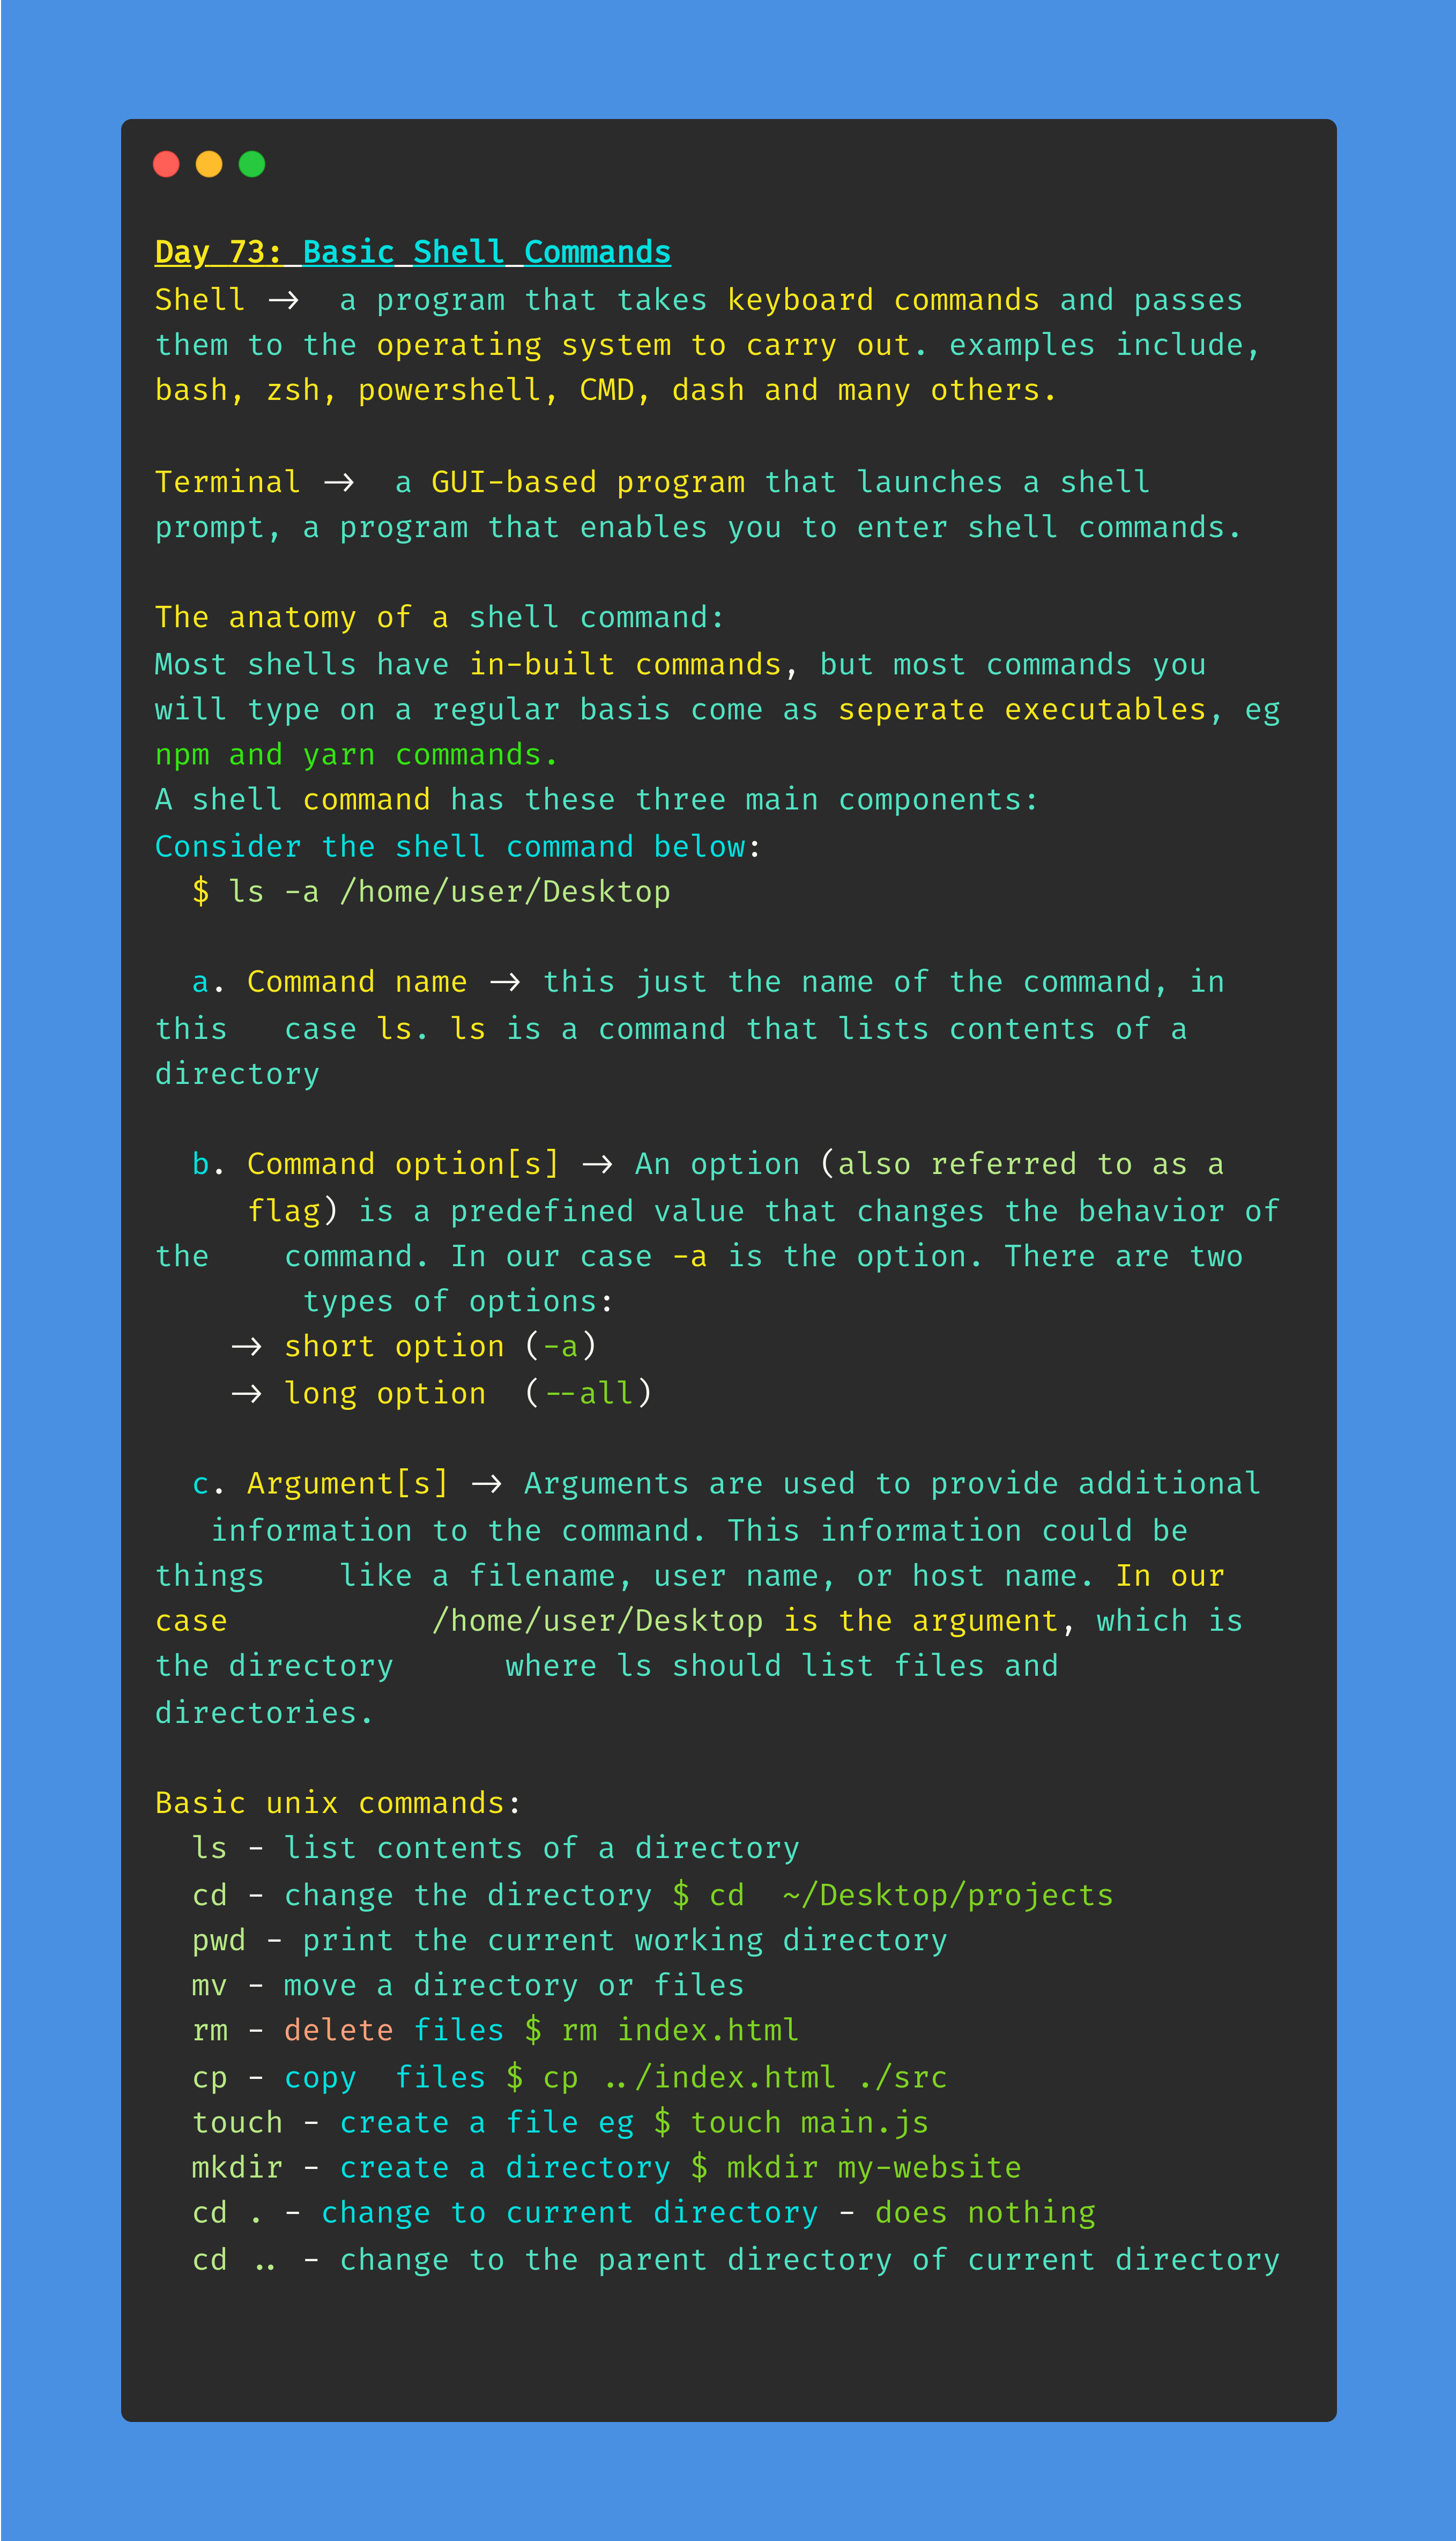 Day 73: Basic Shell Commands
Shell → a program that takes keyboard commands and passes
them to the operating system to carry out. examples include,
bash, zsh, powershell, CMD, dash and many others.
Terminal → a GUI-based program that launches a shell
prompt, a program that enables you to enter shell commands.
The anatomy of a shell command:
Most shells have in-built commands, but most commands you
will type on a regular basis come as seperate executables, eg
npm and yarn commands.
A shell command has these three main components:
Consider the shell command below:
$ ls -a /home/user/Desktop
a. Command name → this just the name of the command, in
this case ls. ls is a command that lists contents of a
directory
b. Command option[s] → An option (also referred to as a
flag) is a predefined value that changes the behavior of
the command. In our case -a is the option. There are two
types of options:
→ short option (-a)
→ long option (--all)
c. Argument[s] → Arguments are used to provide additional
information to the command. This information could be
things like a filename, user name, or host name. In our
case /home/user/Desktop is the argument, which is
the directory where ls should list files and
directories.
Basic unix commands:
ls - list contents of a directory
cd - change the directory $ cd ~/Desktop/projects
pwd - print the current working directory
mv - move a directory or files
rm - delete files $ rm index.html
cp - copy files $ cp ../index.html ./src
touch - create a file eg $ touch main.js
mkdir - create a directory $ mkdir my-website
cd . - change to current directory - does nothing
cd .. - change to the parent directory of current directory